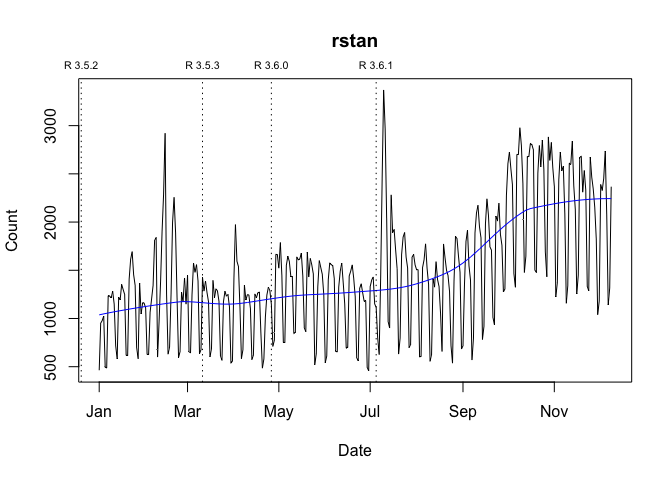 rstan
R 3.5.2 R 3.5.3 R 3.6.0 R 3.6.1
Count
3000
2000
1000
500
Jan Mar May Jul Sep Nov
Date